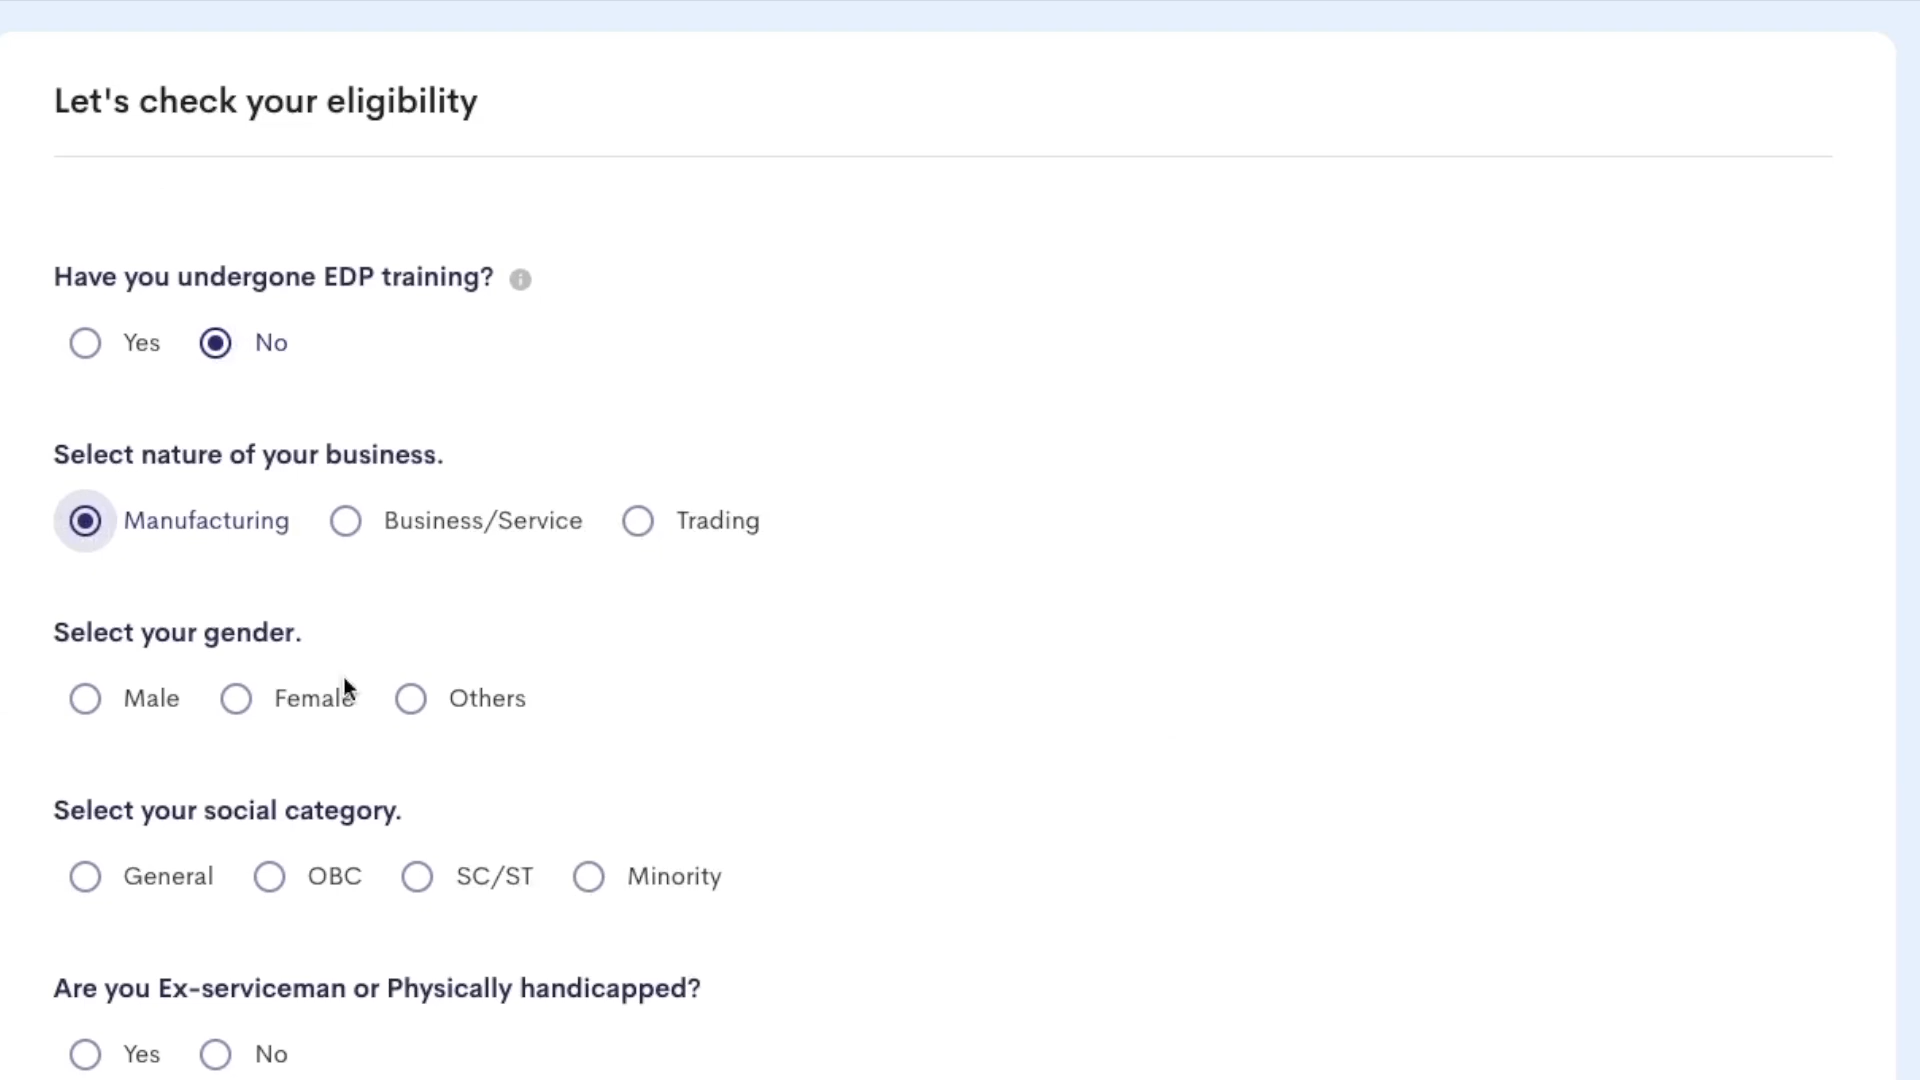 Let's check your eligibility
Have you undergone EDP training?
Yes No
Select nature of your business.
Manufacturing Business/Service Trading
Select your gender.
Male Female Others
Select your social category.
General OBC SC/ST Minority
Are you Ex-serviceman or Physically handicapped?
Yes No